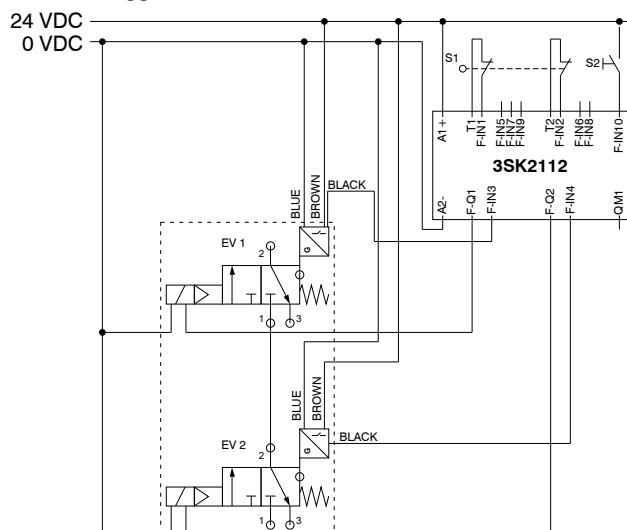 24 VDC
0 VDC
S1
S2
A1+
T1
F-IN1
F-IN5
F-IN7
F-IN9
T2
F-IN2
F-IN6
F-IN8
F-IN10
3SK2112
A2-
F-Q1
F-IN3
F-Q2
F-IN4
QM1
BLUE
BROWN
BLACK
EV 1
2
G
1
3
BLUE
BROWN
BLACK
EV 2
2
G
1
3